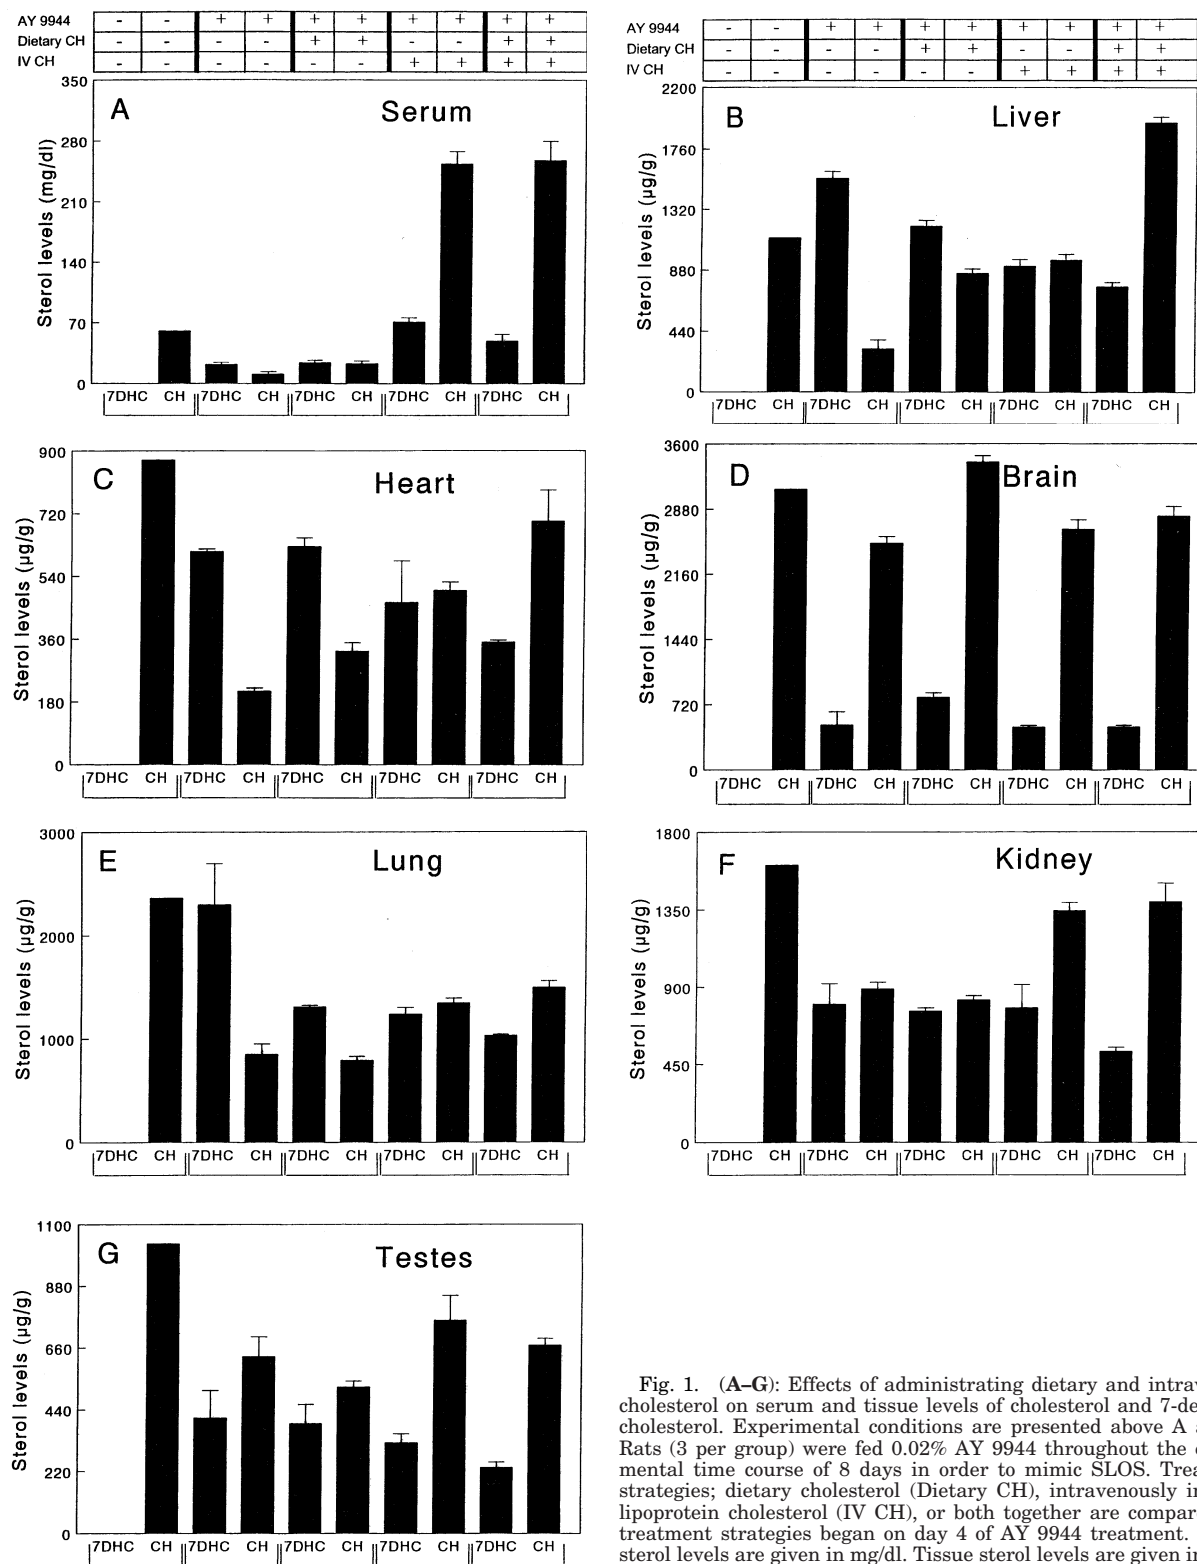 AY 9944 - - + + + + + + + +
Dietary CH - - - - + + - - + +
IV CH - - - - - - + + + +
AY 9944 - - + + + + + + + +
Dietary CH - - - - + + - - + +
IV CH - - - - - - + + + +
A
Serum
Sterol levels (mg/dl)
350
280
210
140
70
0
7DHC CH 7DHC CH 7DHC CH 7DHC CH 7DHC CH
B
Liver
Sterol levels (µg/g)
2200
1760
1320
880
440
0
7DHC CH 7DHC CH 7DHC CH 7DHC CH 7DHC CH
C
Heart
Sterol levels (µg/g)
900
720
540
360
180
0
7DHC CH 7DHC CH 7DHC CH 7DHC CH 7DHC CH
D
Brain
Sterol levels (µg/g)
3600
2880
2160
1440
720
0
7DHC CH 7DHC CH 7DHC CH 7DHC CH 7DHC CH
E
Lung
Sterol levels (µg/g)
3000
2000
1000
0
7DHC CH 7DHC CH 7DHC CH 7DHC CH 7DHC CH
F
Kidney
Sterol levels (µg/g)
1800
1350
900
450
0
7DHC CH 7DHC CH 7DHC CH 7DHC CH 7DHC CH
G
Testes
Sterol levels (µg/g)
1100
880
660
440
220
0
7DHC CH 7DHC CH 7DHC CH 7DHC CH 7DHC CH
Fig. 1. (A–G): Effects of administrating dietary and intrav
cholesterol on serum and tissue levels of cholesterol and 7-de
cholesterol. Experimental conditions are presented above A a
Rats (3 per group) were fed 0.02% AY 9944 throughout the e
mental time course of 8 days in order to mimic SLOS. Trea
strategies; dietary cholesterol (Dietary CH), intravenously in
lipoprotein cholesterol (IV CH), or both together are compar
treatment strategies began on day 4 of AY 9944 treatment.
sterol levels are given in mg/dl. Tissue sterol levels are given in